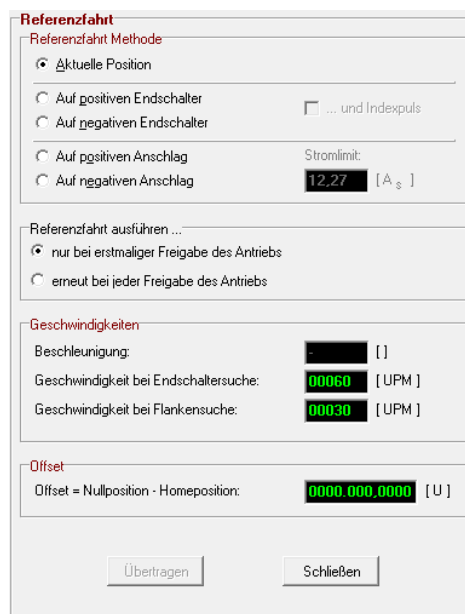 Referenzfahrt
Referenzfahrt Methode
Aktuelle Position
Auf positiven Endschalter
... und Indexpuls
Auf negativen Endschalter
Auf positiven Anschlag
Stromlimit:
Auf negativen Anschlag
12,27 [ A s ]
Referenzfahrt ausführen ...
nur bei erstmaliger Freigabe des Antriebs
erneut bei jeder Freigabe des Antriebs
Geschwindigkeiten
Beschleunigung: - [ ]
Geschwindigkeit bei Endschaltersuche: 00060 [ UPM ]
Geschwindigkeit bei Flankensuche: 00030 [ UPM ]
Offset
Offset = Nullposition - Homeposition: 0000.000,0000 [ U ]
Übertragen Schließen